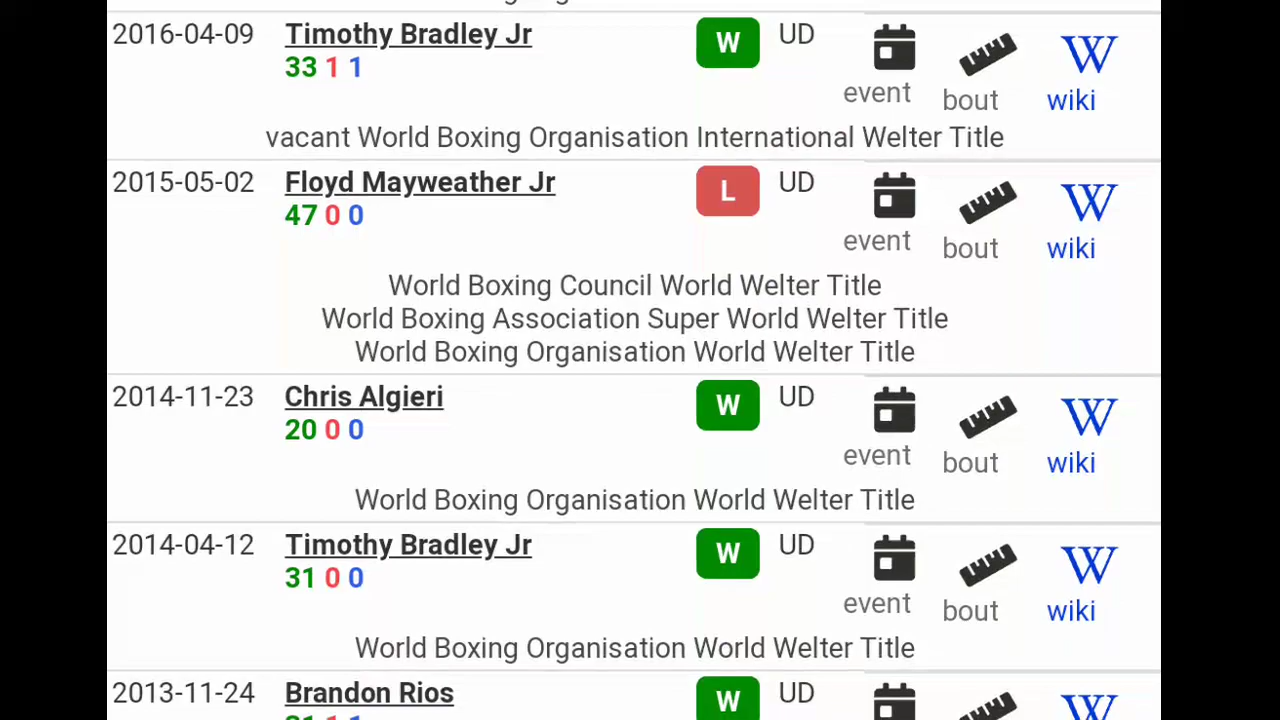 2016-04-09 Timothy Bradley Jr W UD
33 1 1
event bout wiki
vacant World Boxing Organisation International Welter Title
2015-05-02 Floyd Mayweather Jr L UD
47 0 0
event bout wiki
World Boxing Council World Welter Title
World Boxing Association Super World Welter Title
World Boxing Organisation World Welter Title
2014-11-23 Chris Algieri W UD
20 0 0
event bout wiki
World Boxing Organisation World Welter Title
2014-04-12 Timothy Bradley Jr W UD
31 0 0
event bout wiki
World Boxing Organisation World Welter Title
2013-11-24 Brandon Rios W UD